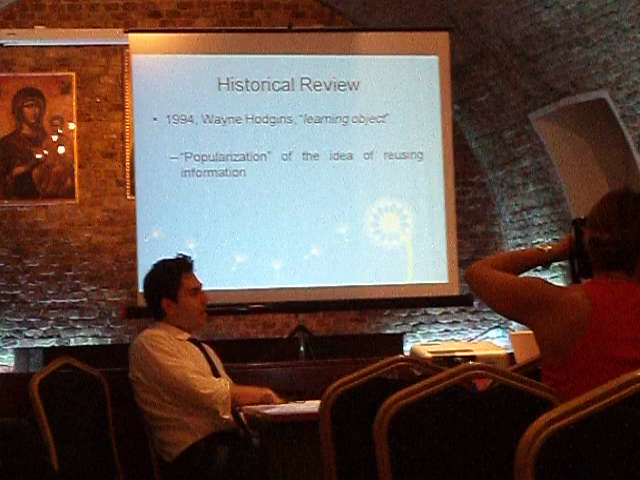 Historical Review
• 1994, Wayne Hodgins, "learning object"
– "Popularization" of the idea of reusing
information